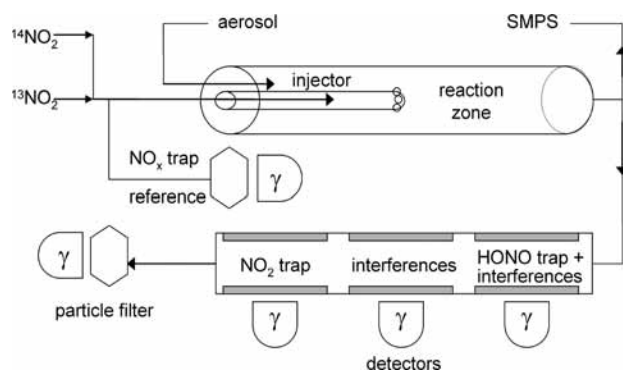 aerosol
SMPS
¹⁴NO₂
¹³NO₂
injector
reaction
zone
NOₓ trap
reference
γ
γ
particle filter
NO₂ trap
interferences
HONO trap +
interferences
γ
γ
γ
detectors